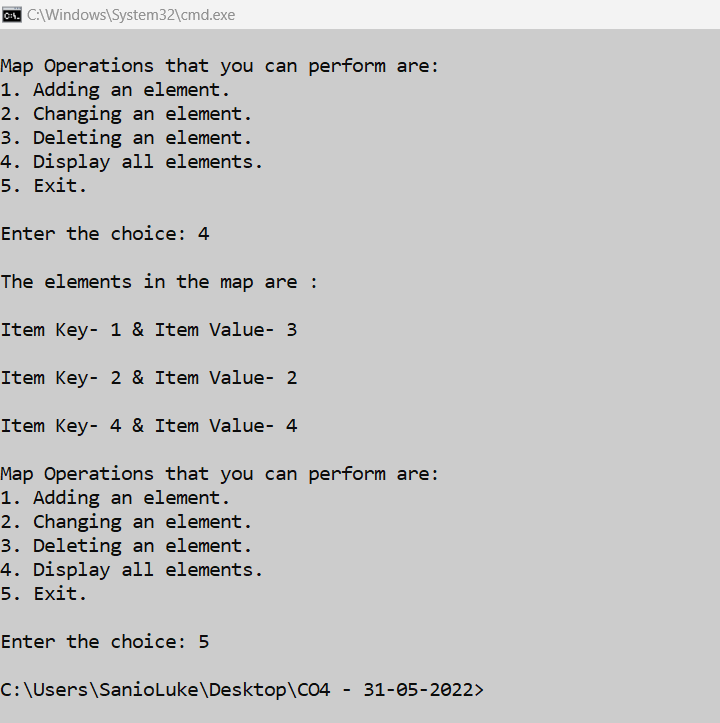 C:\Windows\System32\cmd.exe
Map Operations that you can perform are:
1. Adding an element.
2. Changing an element.
3. Deleting an element.
4. Display all elements.
5. Exit.
Enter the choice: 4
The elements in the map are :
Item Key- 1 & Item Value- 3
Item Key- 2 & Item Value- 2
Item Key- 4 & Item Value- 4
Map Operations that you can perform are:
1. Adding an element.
2. Changing an element.
3. Deleting an element.
4. Display all elements.
5. Exit.
Enter the choice: 5
C:\Users\SanioLuke\Desktop\CO4 - 31-05-2022>